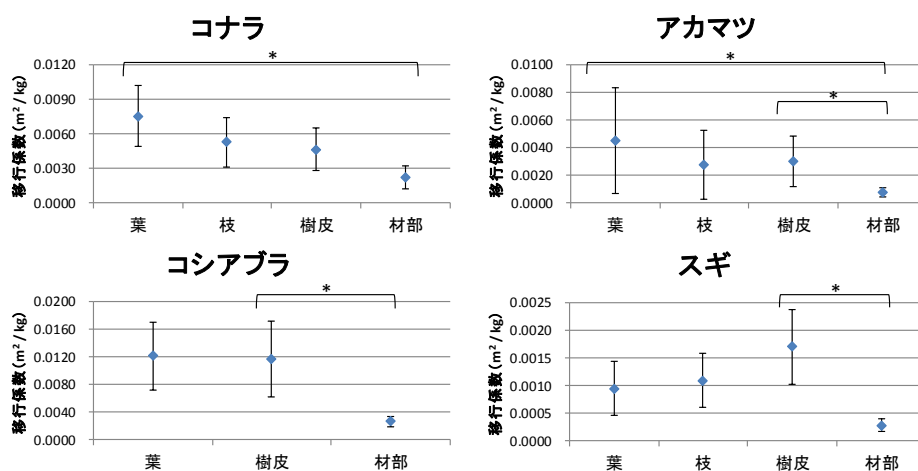 コナラ
*
移行係数(m²/kg)
0.0120
0.0090
0.0060
0.0030
0.0000
葉 枝 樹皮 材部
アカマツ
*
*
移行係数(m²/kg)
0.0100
0.0080
0.0060
0.0040
0.0020
0.0000
葉 枝 樹皮 材部
コシアブラ
*
移行係数(m²/kg)
0.0200
0.0160
0.0120
0.0080
0.0040
0.0000
葉 樹皮 材部
スギ
*
移行係数(m²/kg)
0.0025
0.0020
0.0015
0.0010
0.0005
0.0000
葉 枝 樹皮 材部